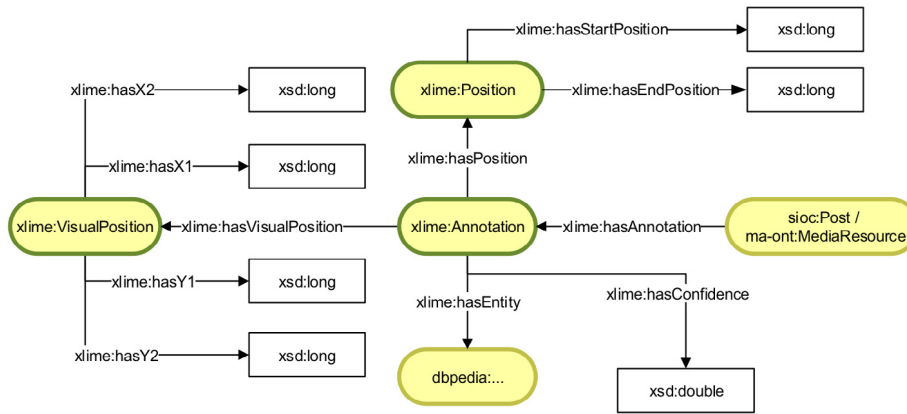 xlime:hasStartPosition
xsd:long
xlime:hasX2
xsd:long
xlime:Position
xlime:hasEndPosition
xsd:long
xlime:hasX1
xsd:long
xlime:hasPosition
xlime:VisualPosition
xlime:hasVisualPosition
xlime:Annotation
xlime:hasAnnotation
sioc:Post /
ma-ont:MediaResource
xlime:hasY1
xsd:long
xlime:hasEntity
xlime:hasConfidence
xlime:hasY2
xsd:long
dbpedia:...
xsd:double